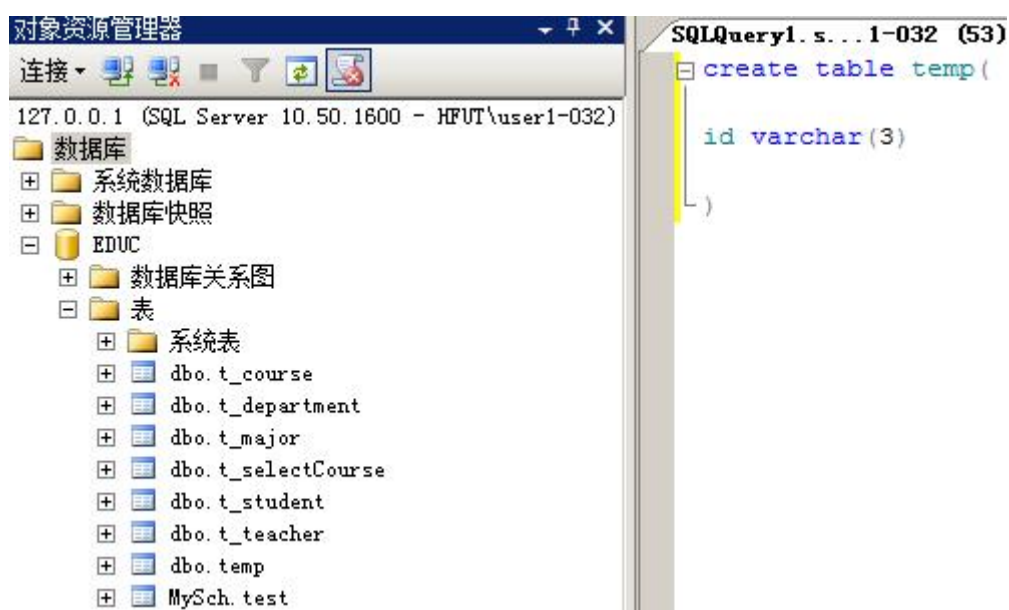 对象资源管理器
连接
127.0.0.1 (SQL Server 10.50.1600 - HFUT\user1-032)
数据库
系统数据库
数据库快照
EDUC
数据库关系图
表
系统表
dbo.t_course
dbo.t_department
dbo.t_major
dbo.t_selectCourse
dbo.t_student
dbo.t_teacher
dbo.temp
MySch.test
SQLQuery1.s...1-032 (53)
create table temp(
id varchar(3)
)